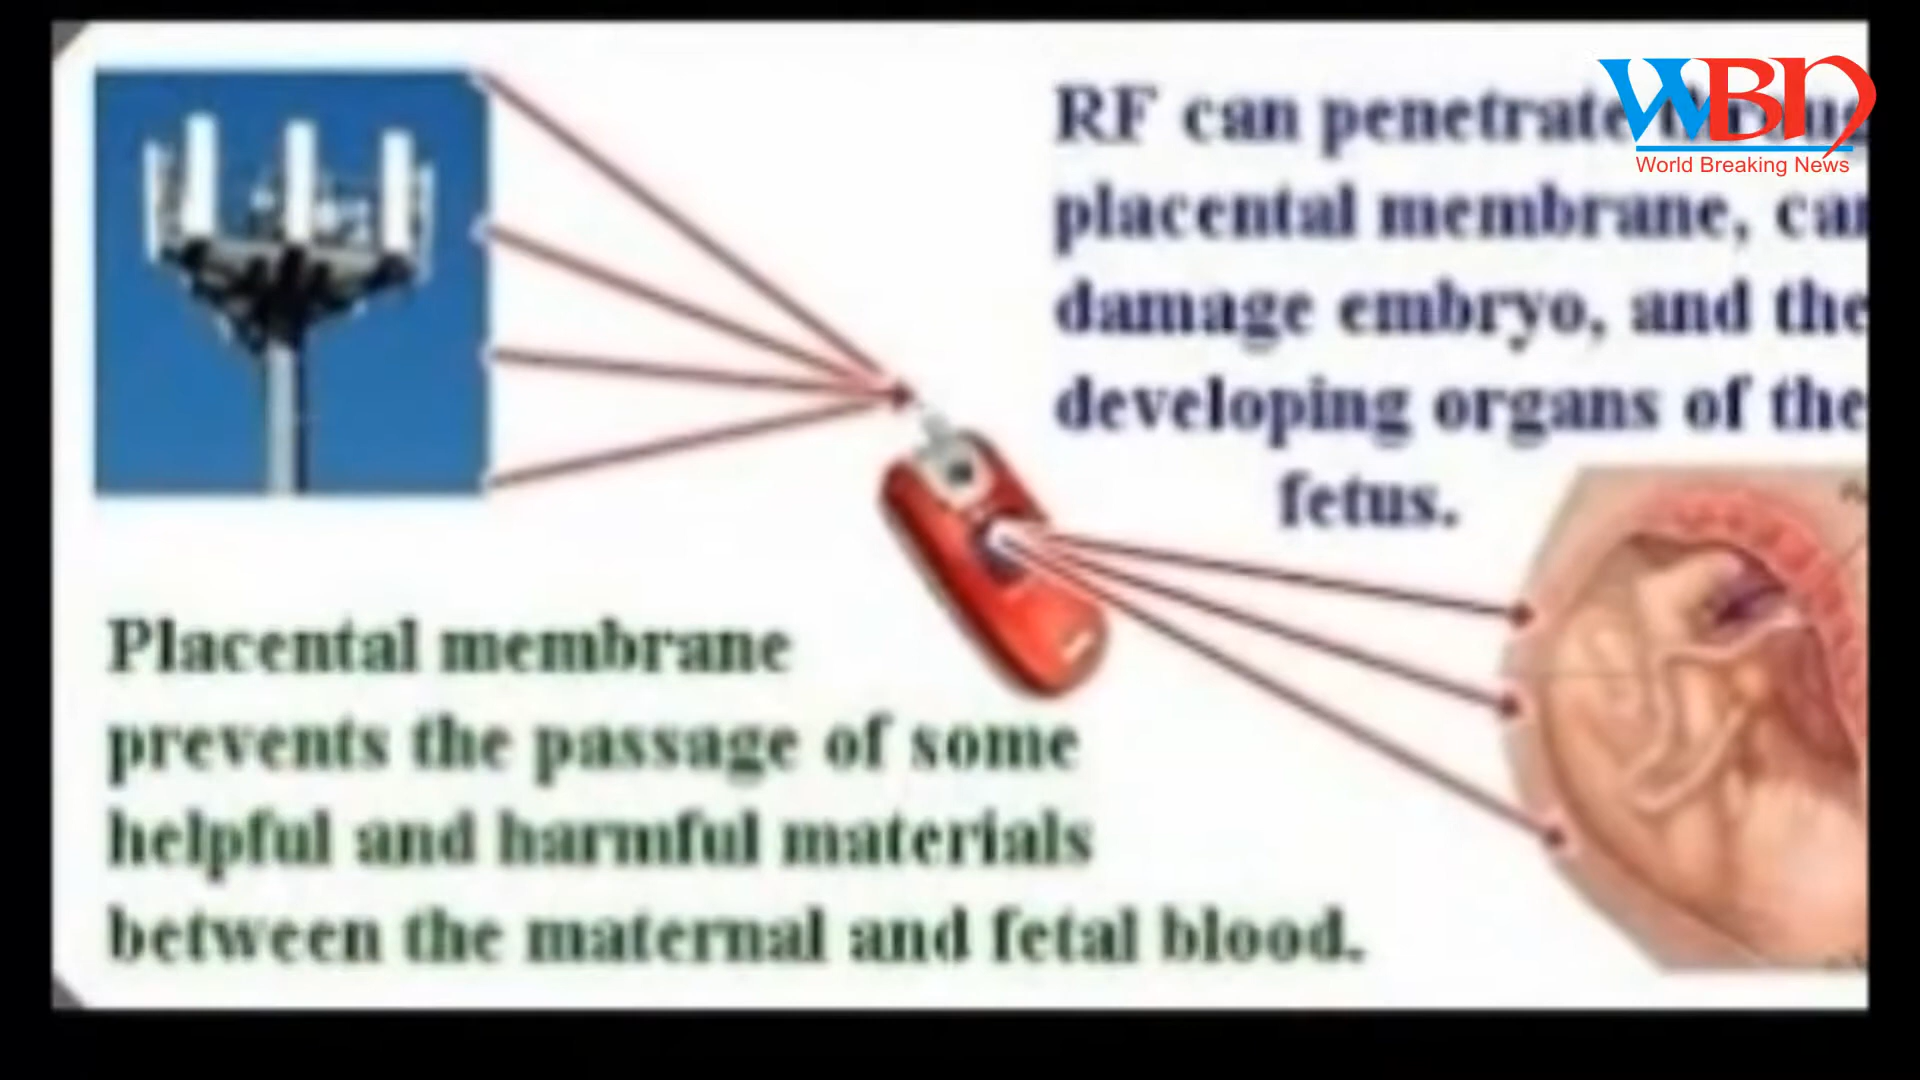 RF can penetrate
placental membrane,
damage embryo, and the
developing organs of the
fetus.
Placental membrane
prevents the passage of some
helpful and harmful materials
between the maternal and fetal blood.
WBN
World Breaking News